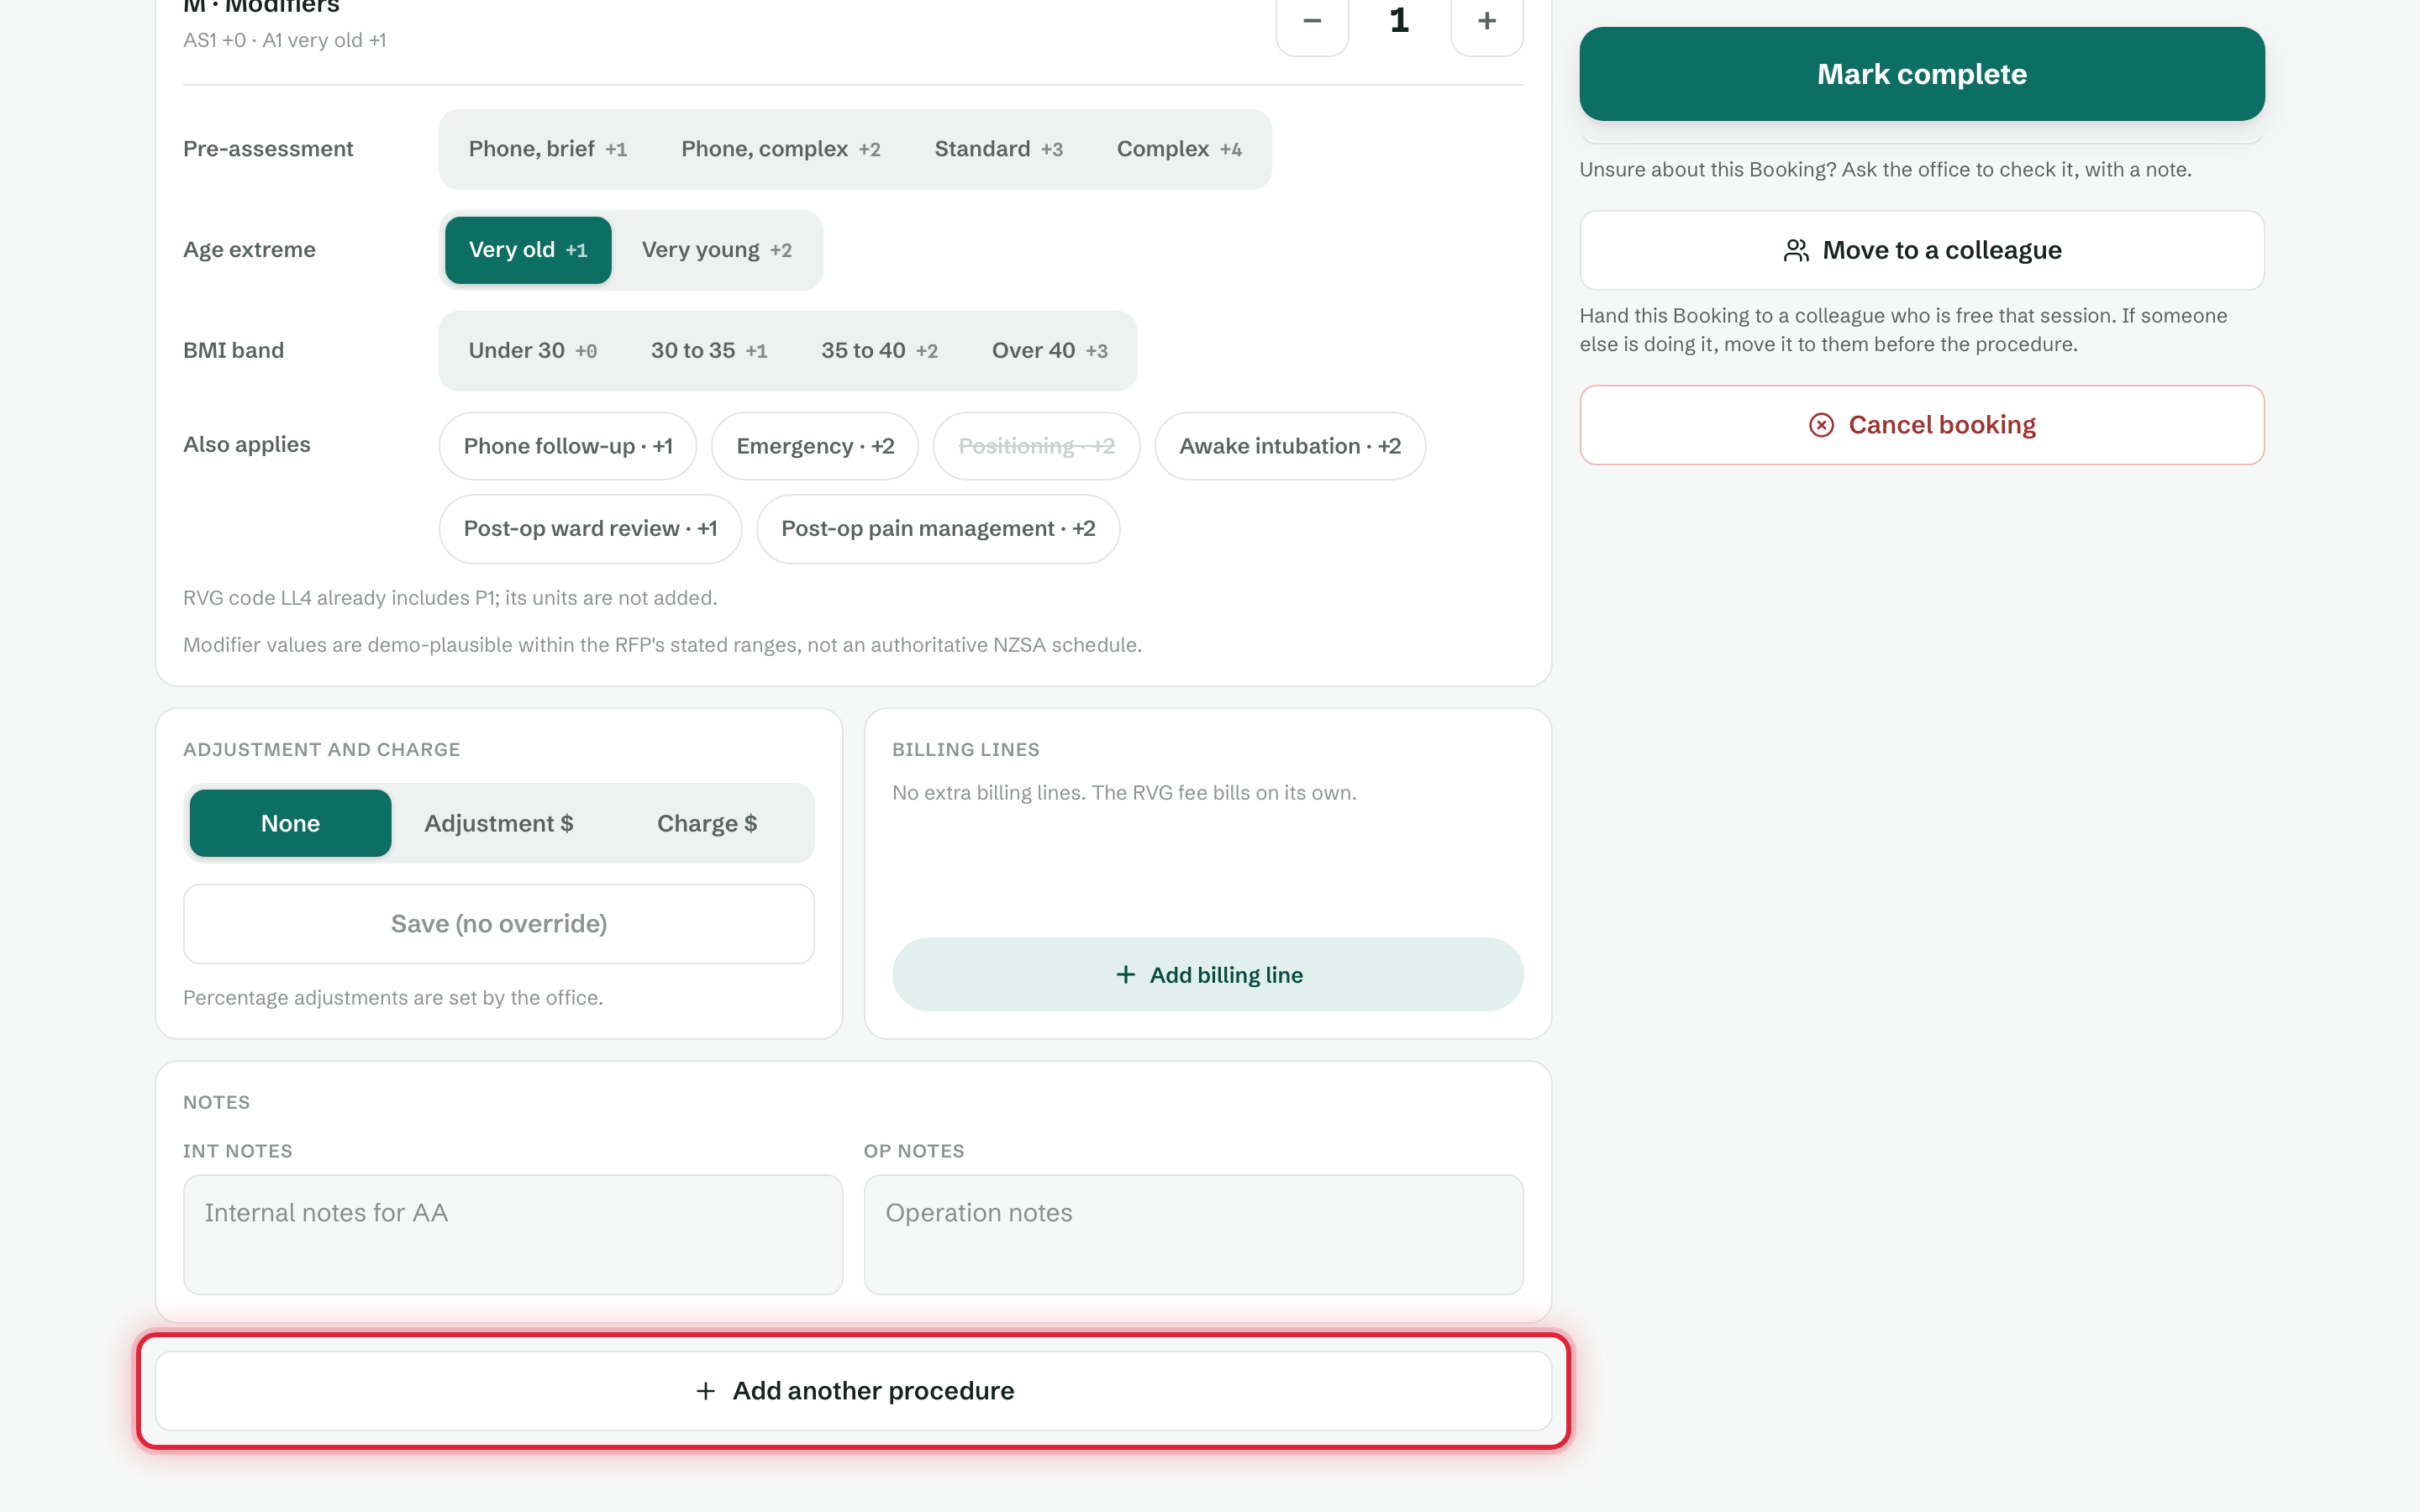 M · Modifiers
AS1 +0 · A1 very old +1
− 1 +
Pre-assessment
Phone, brief +1
Phone, complex +2
Standard +3
Complex +4
Age extreme
Very old +1
Very young +2
BMI band
Under 30 +0
30 to 35 +1
35 to 40 +2
Over 40 +3
Also applies
Phone follow-up · +1
Emergency · +2
Positioning · +2
Awake intubation · +2
Post-op ward review · +1
Post-op pain management · +2
RVG code LL4 already includes P1; its units are not added.
Modifier values are demo-plausible within the RFP's stated ranges, not an authoritative NZSA schedule.
ADJUSTMENT AND CHARGE
None
Adjustment $
Charge $
Save (no override)
Percentage adjustments are set by the office.
BILLING LINES
No extra billing lines. The RVG fee bills on its own.
+ Add billing line
NOTES
INT NOTES
Internal notes for AA
OP NOTES
Operation notes
+ Add another procedure
Mark complete
Unsure about this Booking? Ask the office to check it, with a note.
Move to a colleague
Hand this Booking to a colleague who is free that session. If someone
else is doing it, move it to them before the procedure.
Cancel booking